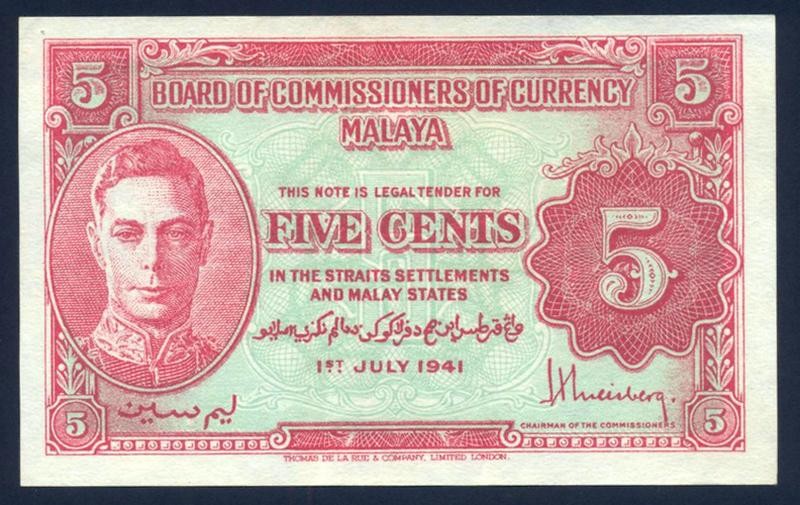 5
5
BOARD OF COMMISSIONERS OF CURRENCY
MALAYA
THIS NOTE IS LEGAL TENDER FOR
FIVE CENTS
5
IN THE STRAITS SETTLEMENTS
AND MALAY STATES
1ST JULY 1941
ليم سين
CHAIRMAN OF THE COMMISSIONERS
5
5
THOMAS DE LA RUE & COMPANY, LIMITED LONDON.